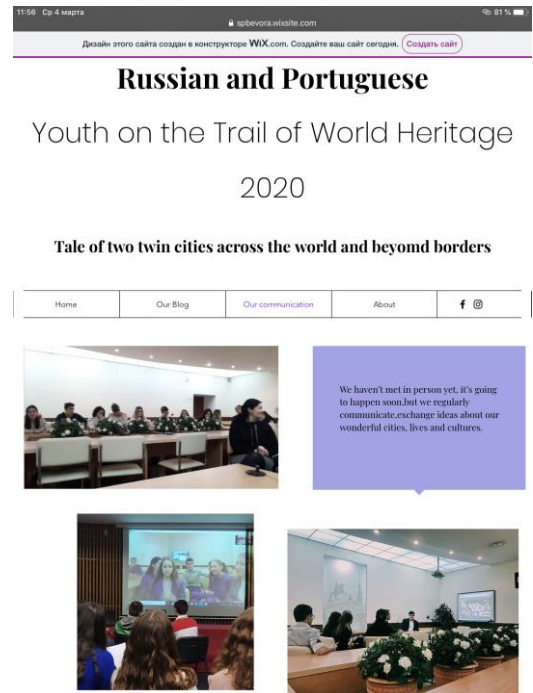 11:56 Ср 4 марта
81 %
spbevora.wixsite.com
Дизайн этого сайта создан в конструкторе WiX.com. Создайте ваш сайт сегодня. Создать сайт
Russian and Portuguese
Youth on the Trail of World Heritage
2020
Tale of two twin cities across the world and beyomd borders
Home Our Blog Our communication About
We haven't met in person yet, it's going
to happen soon,but we regularly
communicate,exchange ideas about our
wonderful cities, lives and cultures.